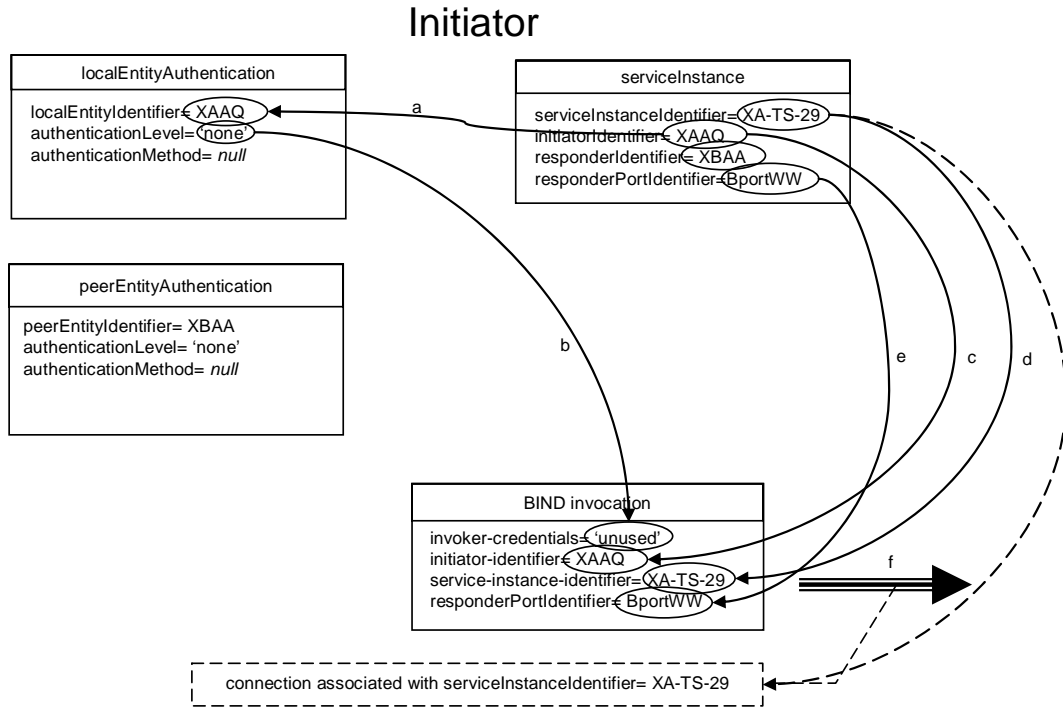 Initiator
localEntityAuthentication
localEntityIdentifier= XAAQ
authenticationLevel= ‘none’
authenticationMethod= null
a
serviceInstance
serviceInstanceIdentifier= XA-TS-29
initiatorIdentifier= XAAQ
responderIdentifier= XBAA
responderPortIdentifier=BportWW
peerEntityAuthentication
peerEntityIdentifier= XBAA
authenticationLevel= ‘none’
authenticationMethod= null
b
e
c
d
BIND invocation
invoker-credentials= ‘unused’
initiator-identifier= XAAQ
service-instance-identifier= XA-TS-29
responderPortIdentifier= BportWW
f
connection associated with serviceInstanceIdentifier= XA-TS-29